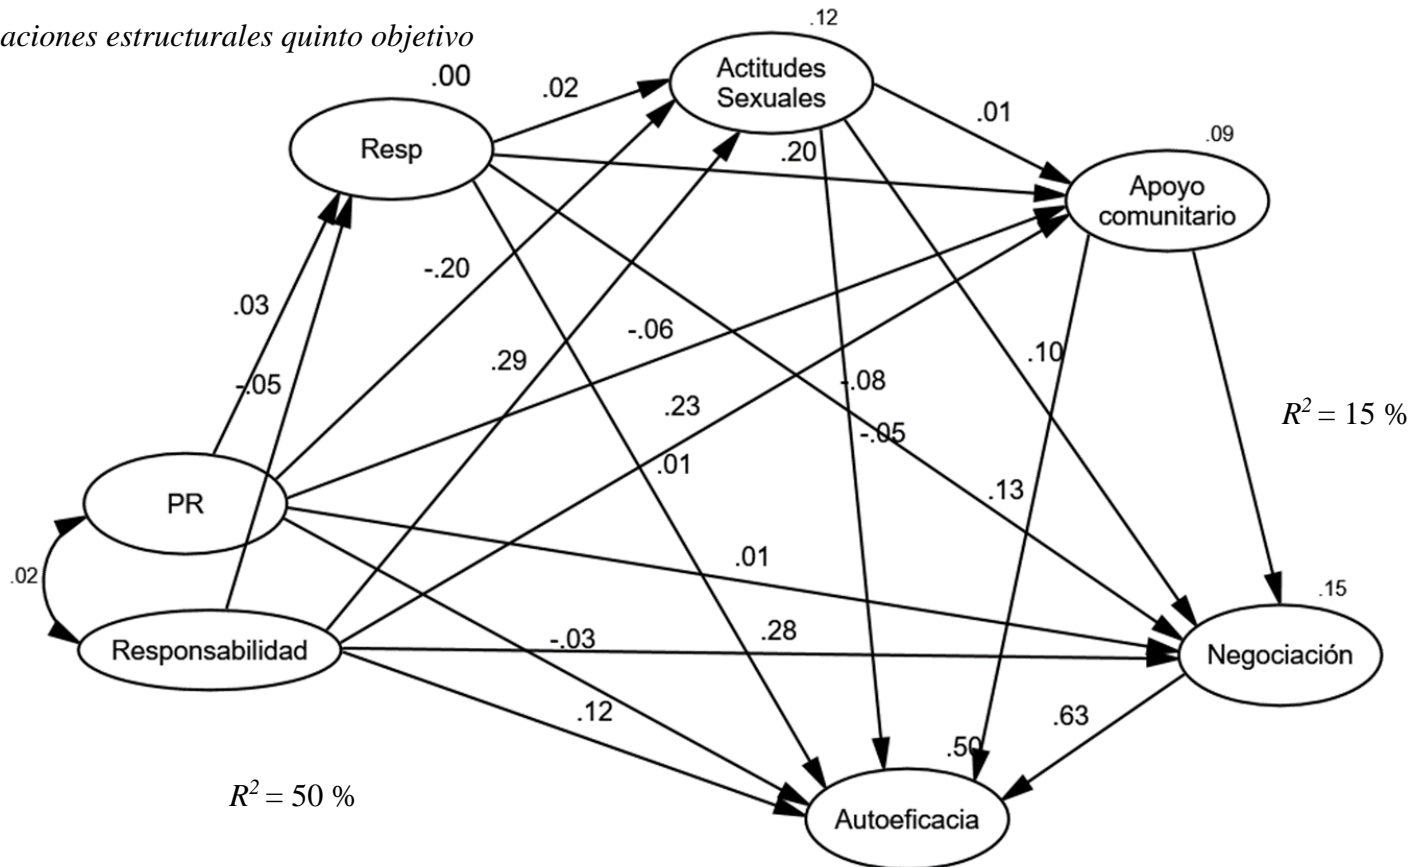 aciones estructurales quinto objetivo
.12
.00
Actitudes
Sexuales
.02
.01
Resp
.20
.09
Apoyo
comunitario
-.20
.03
-.06
.29
.10
-.05
-.08
.23
R² = 15 %
-.05
.01
.13
PR
.01
.02
.15
-.03
.28
Responsabilidad
Negociación
.12
.63
.50
R² = 50 %
Autoeficacia